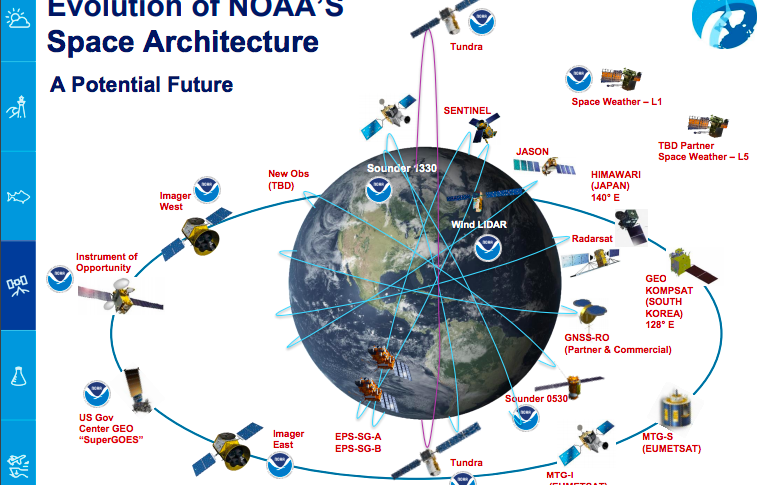 Evolution of NOAA'S
Space Architecture
A Potential Future
Tundra
NOAA
Space Weather – L1
TBD Partner
Space Weather – L5
SENTINEL
JASON
HIMAWARI
(JAPAN)
140° E
Sounder 1330
New Obs
(TBD)
Imager
West
NOAA
Wind LIDAR
Radarsat
Instrument of
Opportunity
GEO
KOMPSAT
(SOUTH
KOREA)
128° E
GNSS-RO
(Partner & Commercial)
Sounder 0530
US Gov
Center GEO
“SuperGOES”
Imager
East
EPS-SG-A
EPS-SG-B
Tundra
MTG-S
(EUMETSAT)
MTG-I
(EUMETSAT)